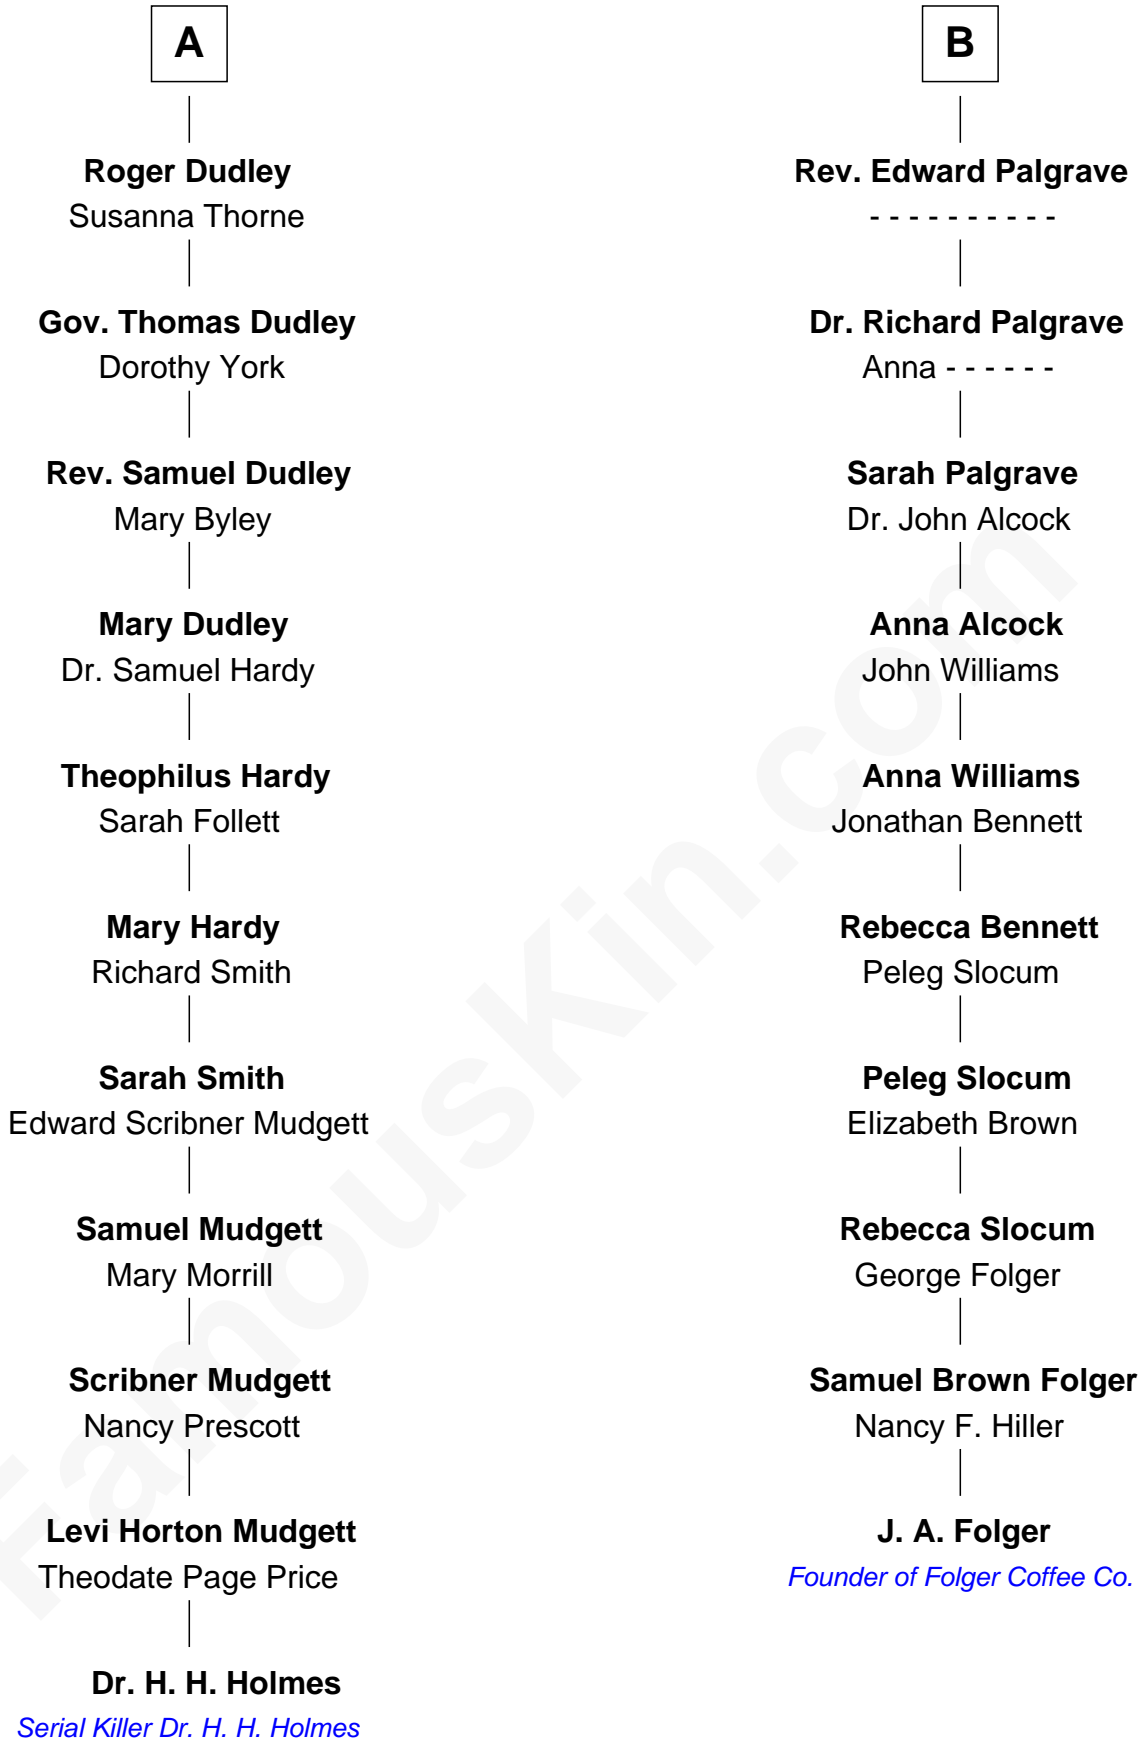 A
Roger Dudley
Susanna Thorne
Gov. Thomas Dudley
Dorothy York
Rev. Samuel Dudley
Mary Byley
Mary Dudley
Dr. Samuel Hardy
Theophilus Hardy
Sarah Follett
Mary Hardy
Richard Smith
Sarah Smith
Edward Scribner Mudgett
Samuel Mudgett
Mary Morrill
Scribner Mudgett
Nancy Prescott
Levi Horton Mudgett
Theodate Page Price
Dr. H. H. Holmes
Serial Killer Dr. H. H. Holmes
B
Rev. Edward Palgrave
- - - - - - - - - -
Dr. Richard Palgrave
Anna - - - - - -
Sarah Palgrave
Dr. John Alcock
Anna Alcock
John Williams
Anna Williams
Jonathan Bennett
Rebecca Bennett
Peleg Slocum
Peleg Slocum
Elizabeth Brown
Rebecca Slocum
George Folger
Samuel Brown Folger
Nancy F. Hiller
J. A. Folger
Founder of Folger Coffee Co.
FamousKin.com